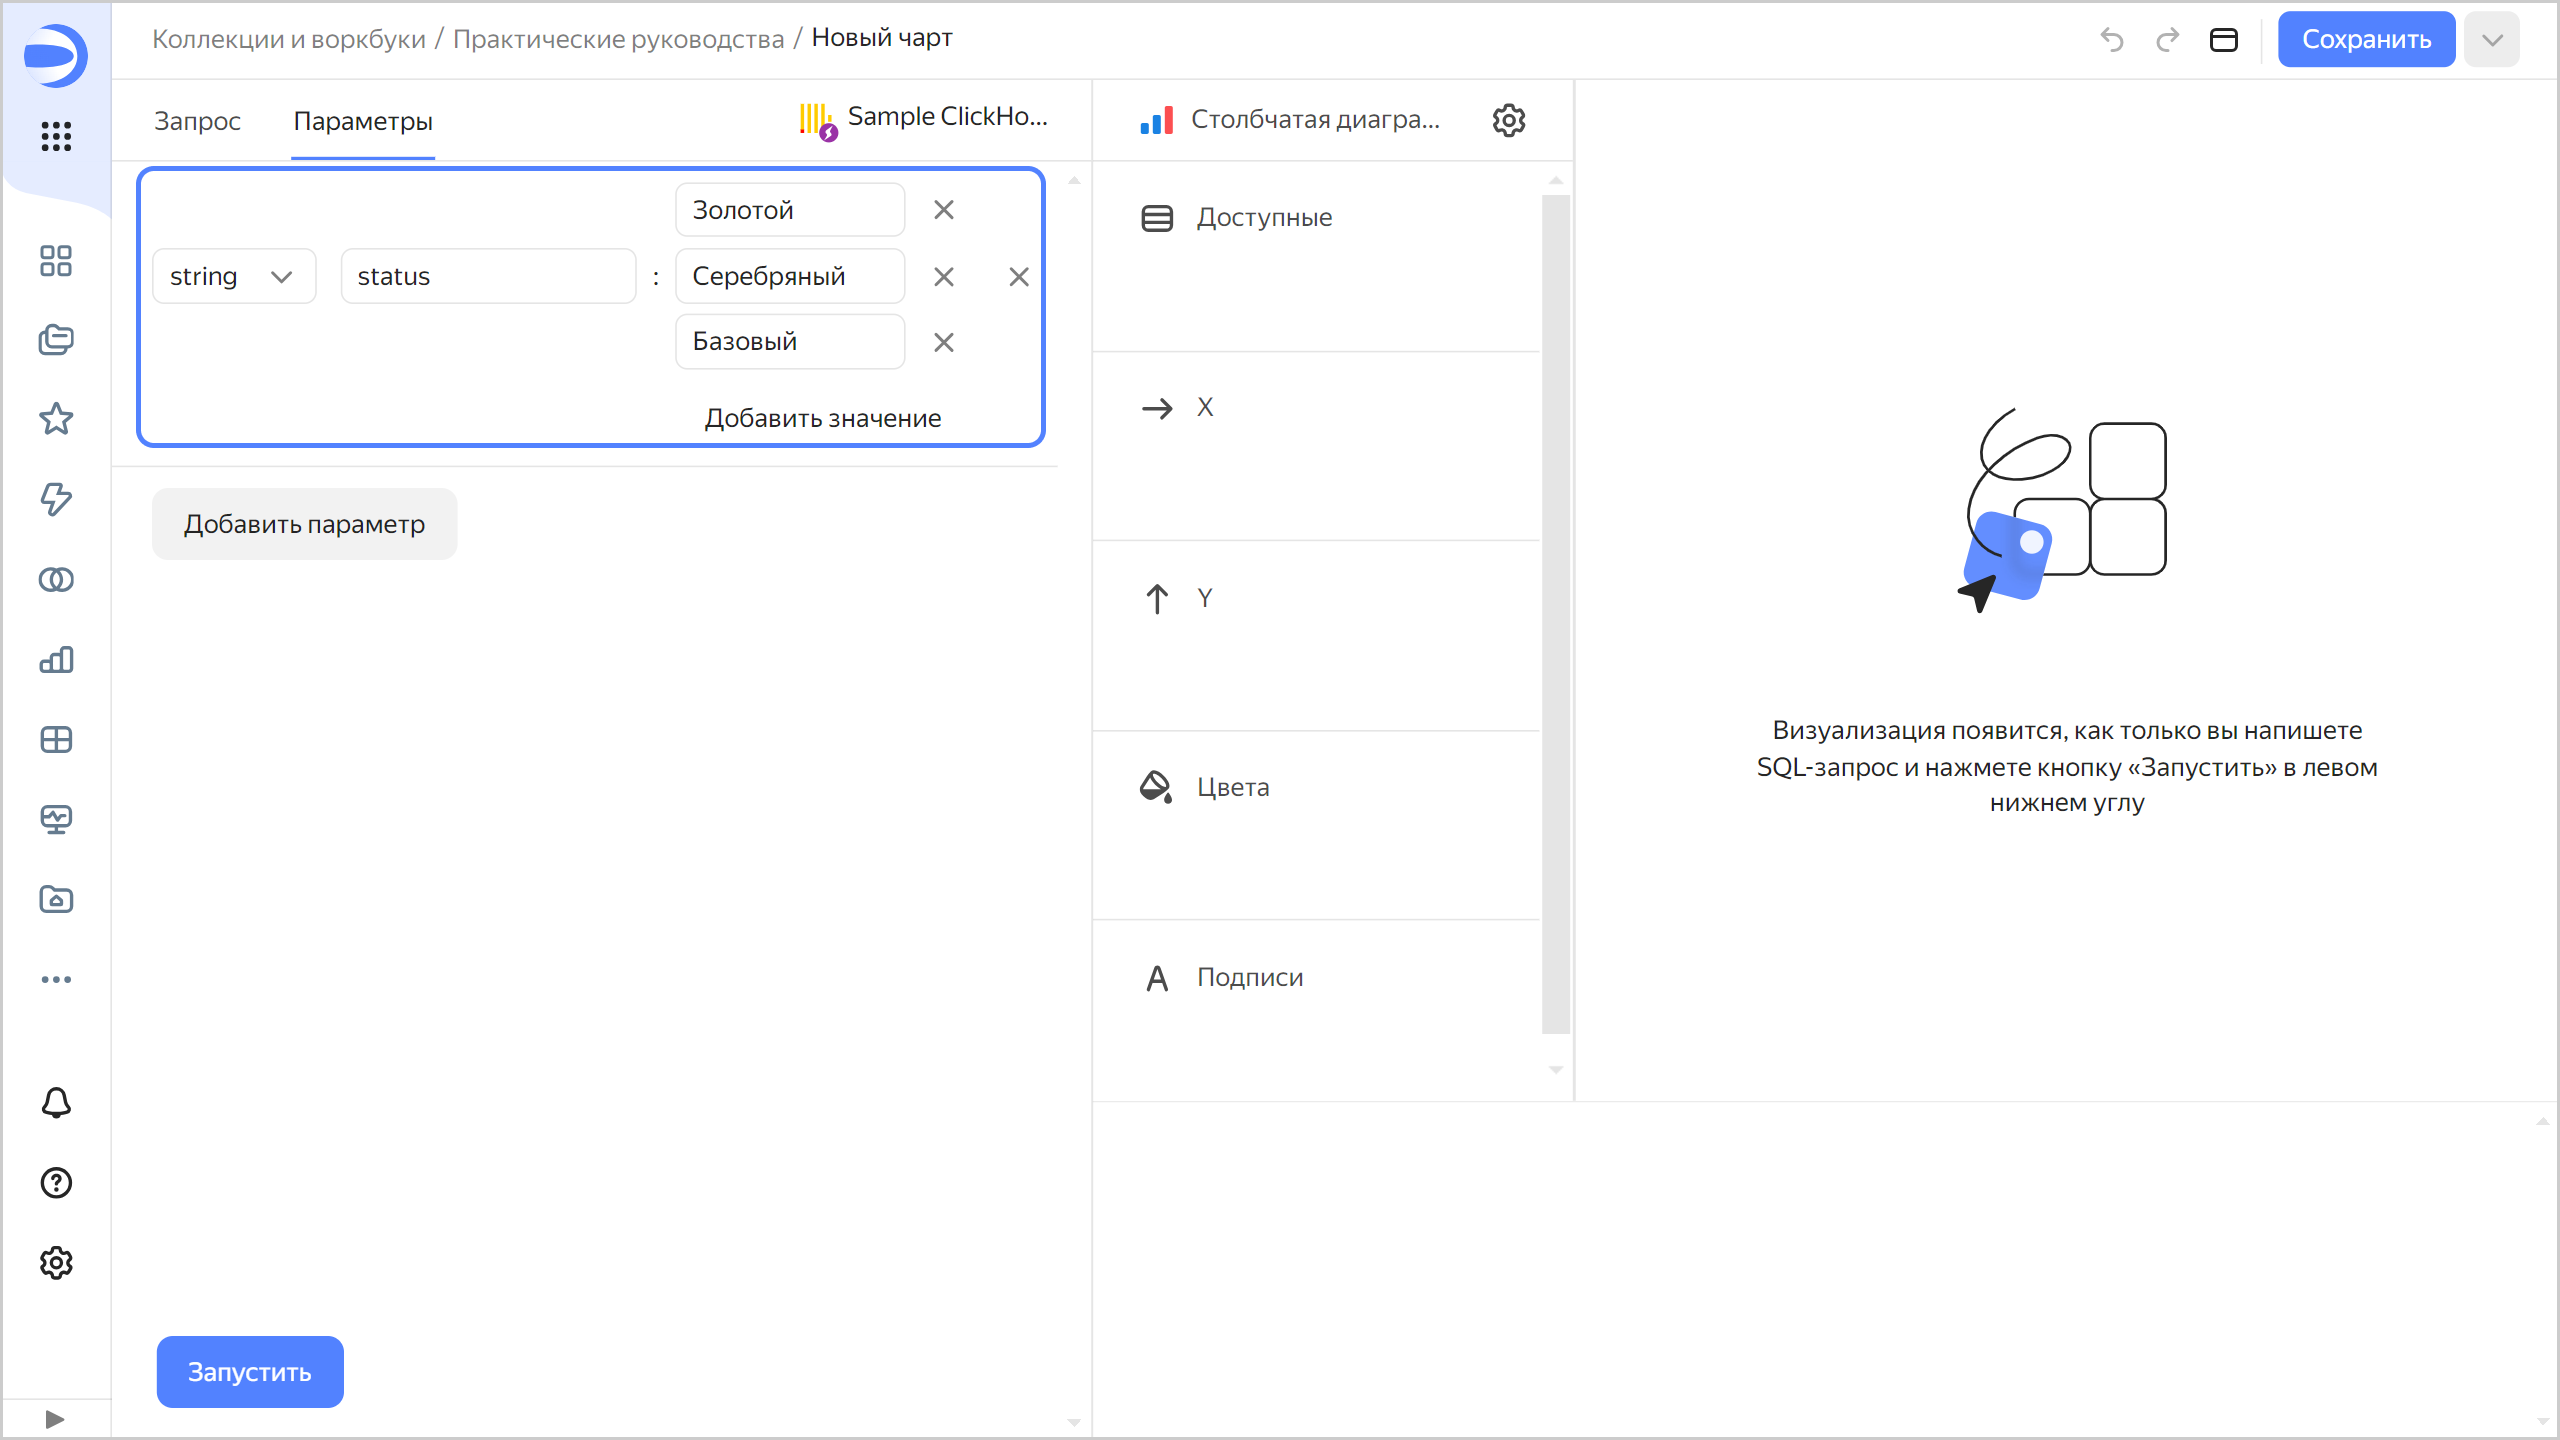 Коллекции и воркбуки / Практические руководства / Новый чарт
Сохранить
Запрос
Параметры
Sample ClickHo...
Столбчатая диагра...
Золотой
string
status
:
Серебряный
Базовый
Добавить значение
Добавить параметр
Запустить
Доступные
X
Y
Цвета
Подписи
Визуализация появится, как только вы напишете
SQL-запрос и нажмете кнопку «Запустить» в левом
нижнем углу